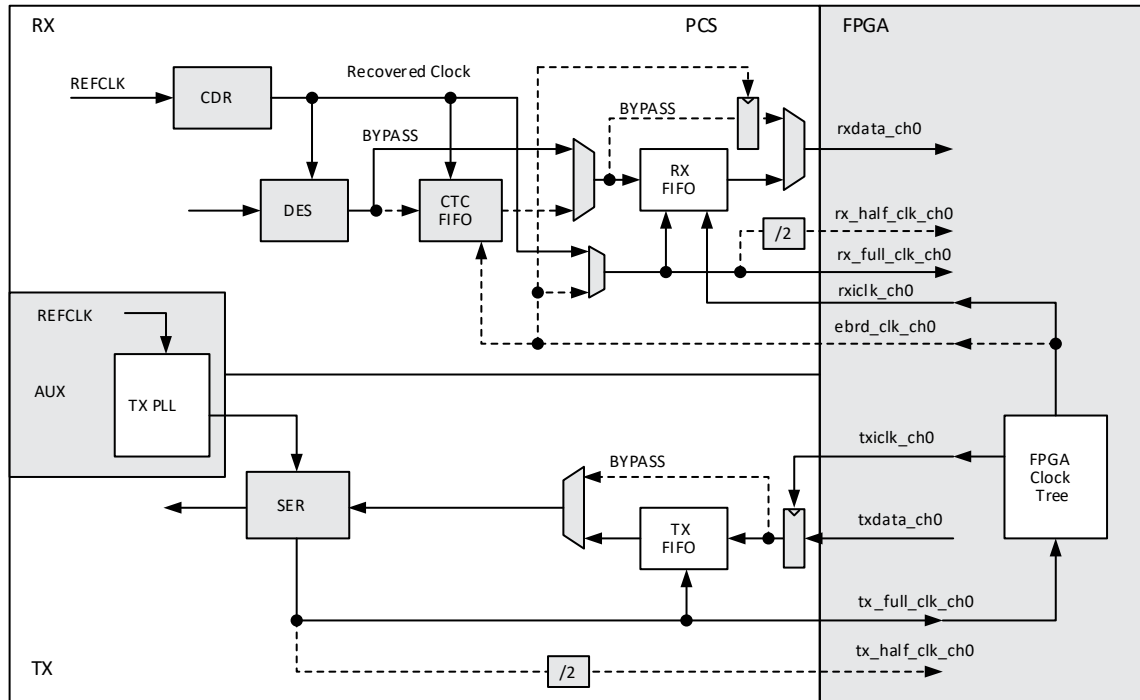 RX
PCS
FPGA
REFCLK
CDR
Recovered Clock
BYPASS
BYPASS
rxdata_ch0
DES
CTC
FIFO
RX
FIFO
/2
rx_half_clk_ch0
rx_full_clk_ch0
rxiclk_ch0
ebrd_clk_ch0
REFCLK
AUX
TX PLL
SER
BYPASS
TX
FIFO
txiclk_ch0
txdata_ch0
FPGA
Clock
Tree
tx_full_clk_ch0
tx_half_clk_ch0
/2
TX